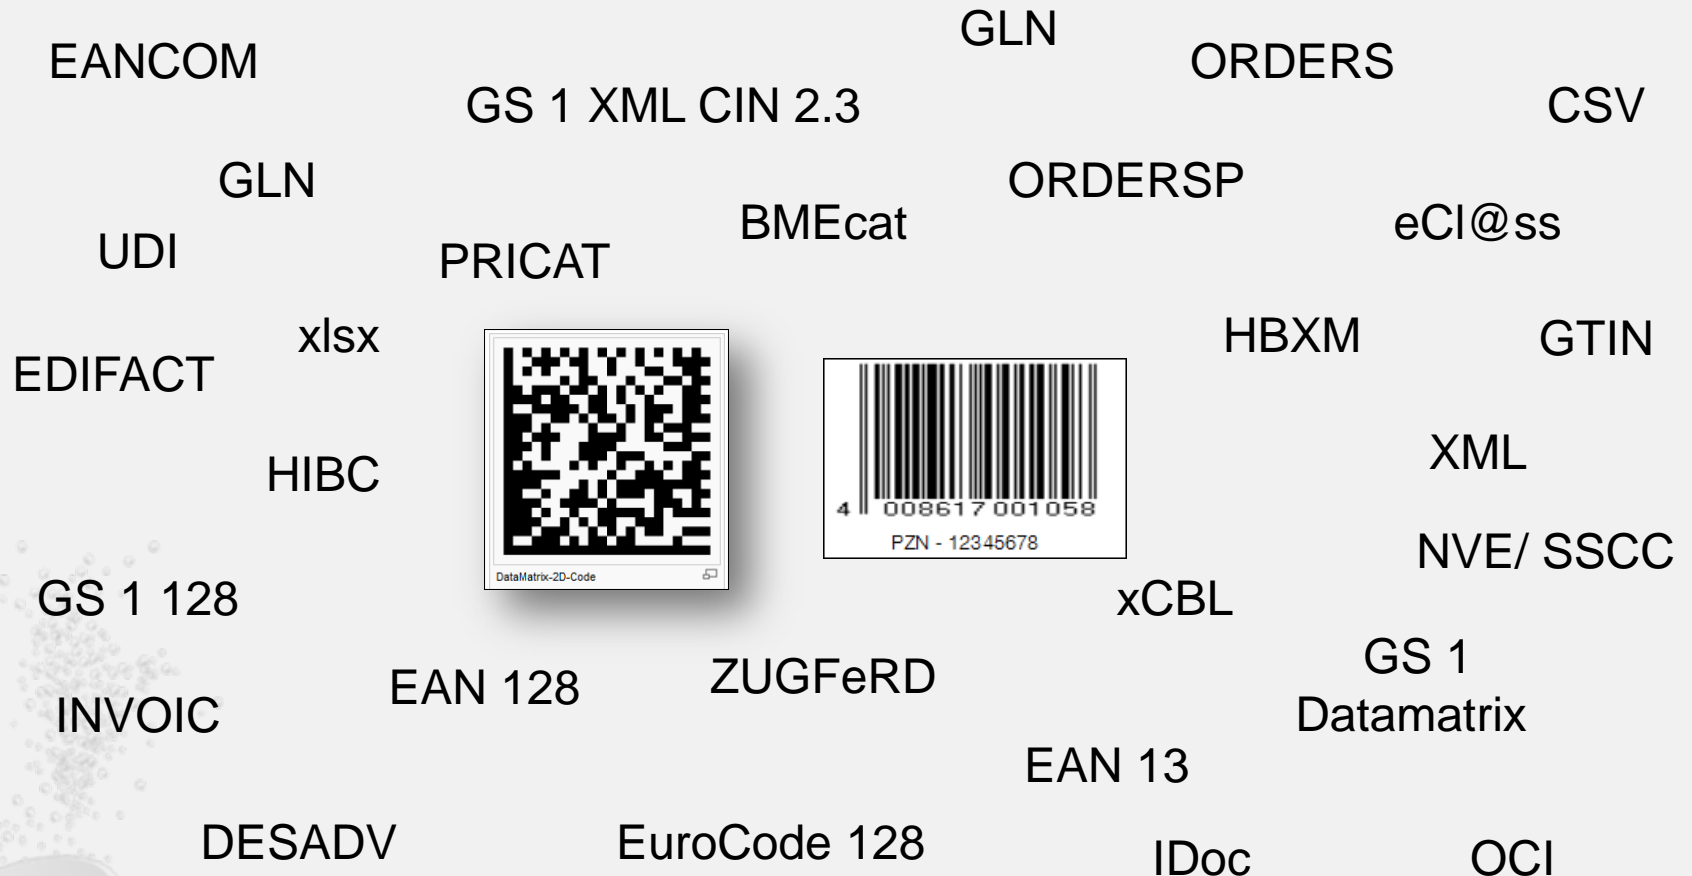 GLN
EANCOM
ORDERS
GS 1 XML CIN 2.3
CSV
GLN
ORDERSP
BMEcat
eCl@ss
UDI
PRICAT
xlsx
HBXM
GTIN
EDIFACT
XML
HIBC
4 008617 001058
PZN - 12345678
NVE/ SSCC
DataMatrix-2D-Code
GS 1 128
xCBL
GS 1
Datamatrix
ZUGFeRD
EAN 128
INVOIC
EAN 13
DESADV
EuroCode 128
IDoc
OCI